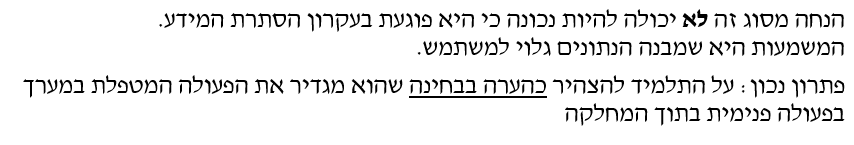 הנחה מסוג זה לא יכולה להיות נכונה כי היא פוגעת בעקרון הסתרת המידע.
המשמעות היא שמבנה הנתונים גלוי למשתמש.
פתרון נכון: על התלמיד להצהיר כהערה בבחינה שהוא מגדיר את הפעולה המטפלת במערך
בפעולה פנימית בתוך המחלקה